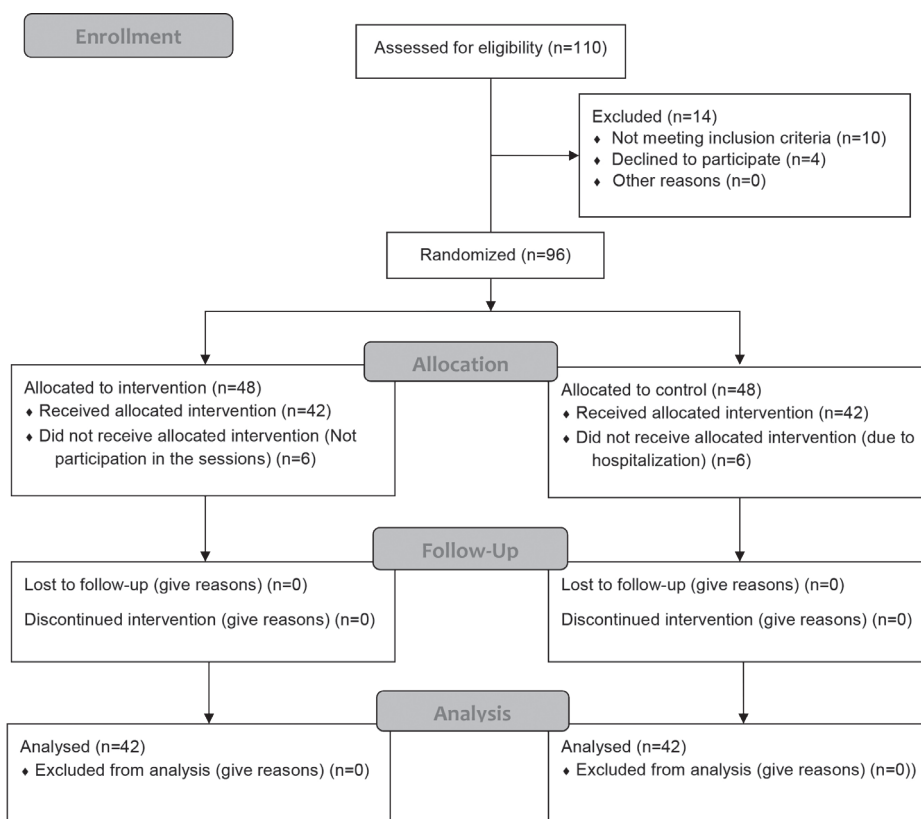 Enrollment
Assessed for eligibility (n=110)
Excluded (n=14)
♦ Not meeting inclusion criteria (n=10)
♦ Declined to participate (n=4)
♦ Other reasons (n=0)
Randomized (n=96)
Allocation
Allocated to intervention (n=48)
♦ Received allocated intervention (n=42)
♦ Did not receive allocated intervention (Not
participation in the sessions) (n=6)
Allocated to control (n=48)
♦ Received allocated intervention (n=42)
♦ Did not receive allocated intervention (due to
hospitalization) (n=6)
Follow-Up
Lost to follow-up (give reasons) (n=0)
Discontinued intervention (give reasons) (n=0)
Lost to follow-up (give reasons) (n=0)
Discontinued intervention (give reasons) (n=0)
Analysis
Analysed (n=42)
♦ Excluded from analysis (give reasons) (n=0)
Analysed (n=42)
♦ Excluded from analysis (give reasons) (n=0))